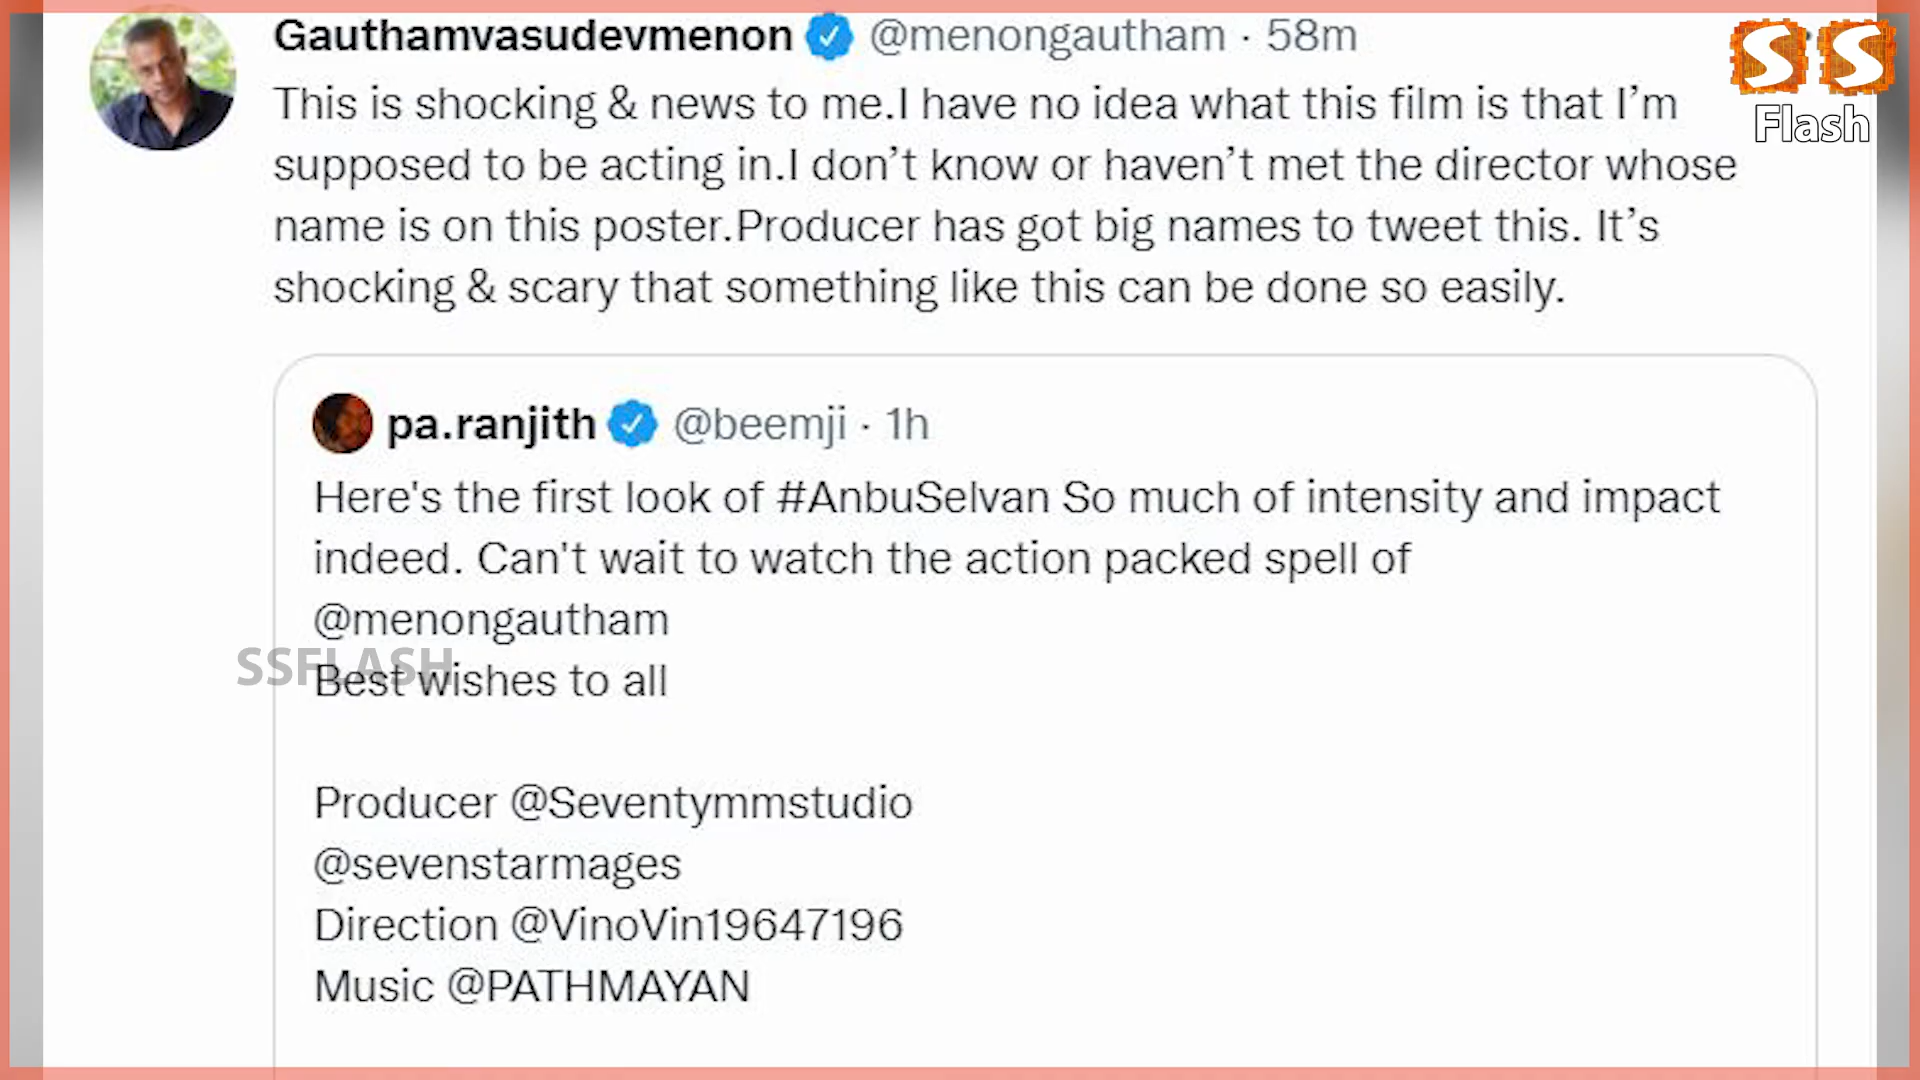 Gauthamvasudevmenon @menongautham · 58m
This is shocking & news to me.I have no idea what this film is that I’m
supposed to be acting in.I don’t know or haven’t met the director whose
name is on this poster.Producer has got big names to tweet this. It’s
shocking & scary that something like this can be done so easily.
pa.ranjith @beemji · 1h
Here's the first look of #AnbuSelvan So much of intensity and impact
indeed. Can't wait to watch the action packed spell of
@menongautham
Best wishes to all
Producer @Seventymmstudio
@sevenstarmages
Direction @VinoVin19647196
Music @PATHMAYAN
SSFLASH
SS
Flash